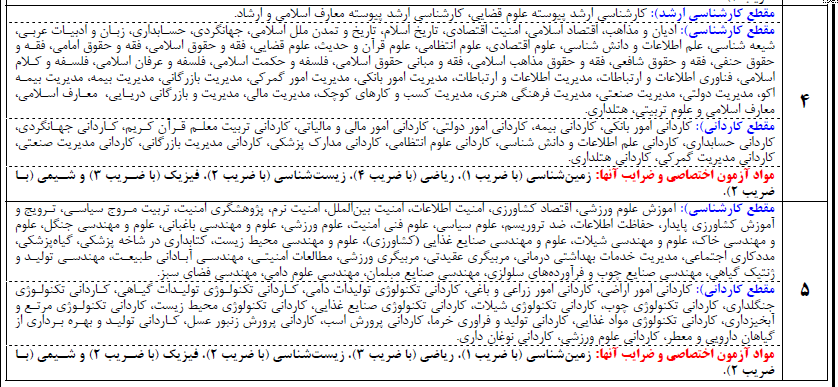 مقطع کارشناسی ارشد): کارشناسی ارشد پیوسته علوم قضایی، کارشناسی ارشد پیوسته معارف اسلامی و ارشاد.
مقطع کارشناسی): ادیان و مذاهب، اقتصاد اسلامی، امنیت اقتصادی، تاریخ اسلام، تاریخ و تمدن ملل اسلامی، جهانگردی، حسابداری، زبان و ادبیات عربی،
شیعه شناسی، علم اطلاعات و دانش شناسی، علوم اقتصادی، علوم انتظامی، علوم قرآن و حدیث، علوم قضایی، فقه و حقوق اسلامی، فقه و حقوق امامی، فقه و
حقوق حنفی، فقه و حقوق شافعی، فقه و حقوق مذاهب اسلامی، فقه و مبانی حقوق اسلامی، فلسفه و حکمت اسلامی، فلسفه و عرفان اسلامی، فلسفه و کلام
اسلامی، فناوری اطلاعات و ارتباطات، مدیریت اطلاعات و ارتباطات، مدیریت امور بانکی، مدیریت امور گمرکی، مدیریت بازرگانی، مدیریت بیمه، مدیریت بیمه
اکو، مدیریت دولتی، مدیریت صنعتی، مدیریت فرهنگی هنری، مدیریت کسب و کارهای کوچک، مدیریت مالی، مدیریت و بازرگانی دریایی، معارف اسلامی،
معارف اسلامی و علوم تربیتی، هتلداری.
۴
مقطع کاردانی): کاردانی امور بانکی، کاردانی بیمه، کاردانی امور دولتی، کاردانی امور مالی و مالیاتی، کاردانی تربیت معلم قرآن کریم، کاردانی جهانگردی،
کاردانی حسابداری، کاردانی علم اطلاعات و دانش شناسی، کاردانی علوم انتظامی، کاردانی مدارک پزشکی، کاردانی مدیریت بازرگانی، کاردانی مدیریت صنعتی،
کاردانی مدیریت گمرکی، کاردانی هتلداری.
مواد آزمون اختصاصی و ضرایب آنها: زمین‌شناسی (با ضریب ۱)، ریاضی (با ضریب ۴)، زیست‌شناسی (با ضریب ۲)، فیزیک (با ضریب ۳) و شیمی (با
ضریب ۲).
مقطع کارشناسی): آموزش علوم ورزشی، اقتصاد کشاورزی، امنیت اطلاعات، امنیت بین‌الملل، امنیت نرم، پژوهشگری امنیت، تربیت مروج سیاسی، ترویج و
آموزش کشاورزی پایدار، حفاظت اطلاعات، ضد تروریسم، علوم سیاسی، علوم فنی امنیت، علوم ورزشی، علوم و مهندسی باغبانی، علوم و مهندسی جنگل، علوم
و مهندسی خاک، علوم و مهندسی شیلات، علوم و مهندسی صنایع غذایی (کشاورزی)، علوم و مهندسی محیط زیست، کتابداری در شاخه پزشکی، گیاه‌پزشکی،
مددکاری اجتماعی، مدیریت خدمات بهداشتی درمانی، مربیگری عقیدتی، مربیگری ورزشی، مطالعات امنیتی، مهندسی آبادانی طبیعت، مهندسی تولید و
ژنتیک گیاهی، مهندسی صنایع چوب و فرآورده‌های سلولزی، مهندسی صنایع مبلمان، مهندسی علوم دامی، مهندسی فضای سبز.
۵
مقطع کاردانی): کاردانی امور اراضی، کاردانی امور زراعی و باغی، کاردانی تکنولوژی تولیدات دامی، کاردانی تکنولوژی تولیدات گیاهی، کاردانی تکنولوژی
جنگلداری، کاردانی تکنولوژی چوب، کاردانی تکنولوژی شیلات، کاردانی تکنولوژی صنایع غذایی، کاردانی تکنولوژی محیط زیست، کاردانی تکنولوژی مرتع و
آبخیزداری، کاردانی تکنولوژی مواد غذایی، کاردانی تولید و فراوری خرما، کاردانی پرورش اسب، کاردانی پرورش زنبور عسل، کاردانی تولید و بهره برداری از
گیاهان دارویی و معطر، کاردانی علوم ورزشی، کاردانی نوغان داری.
مواد آزمون اختصاصی و ضرایب آنها: زمین‌شناسی (با ضریب ۱)، ریاضی (با ضریب ۳)، زیست‌شناسی (با ضریب ۲)، فیزیک (با ضریب ۲) و شیمی (با
ضریب ۲).